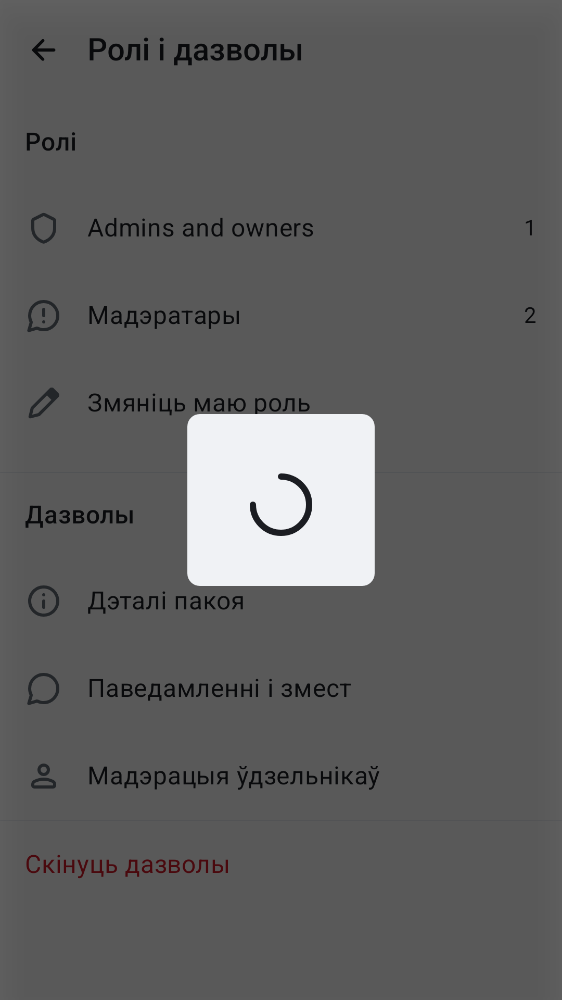 Ролі і дазволы
Ролі
Admins and owners 1
Мадэратары 2
Змяніць маю роль
Дазволы
Дэталі пакоя
Паведамленні і змест
Мадэрацыя ўдзельнікаў
Скінуць дазволы